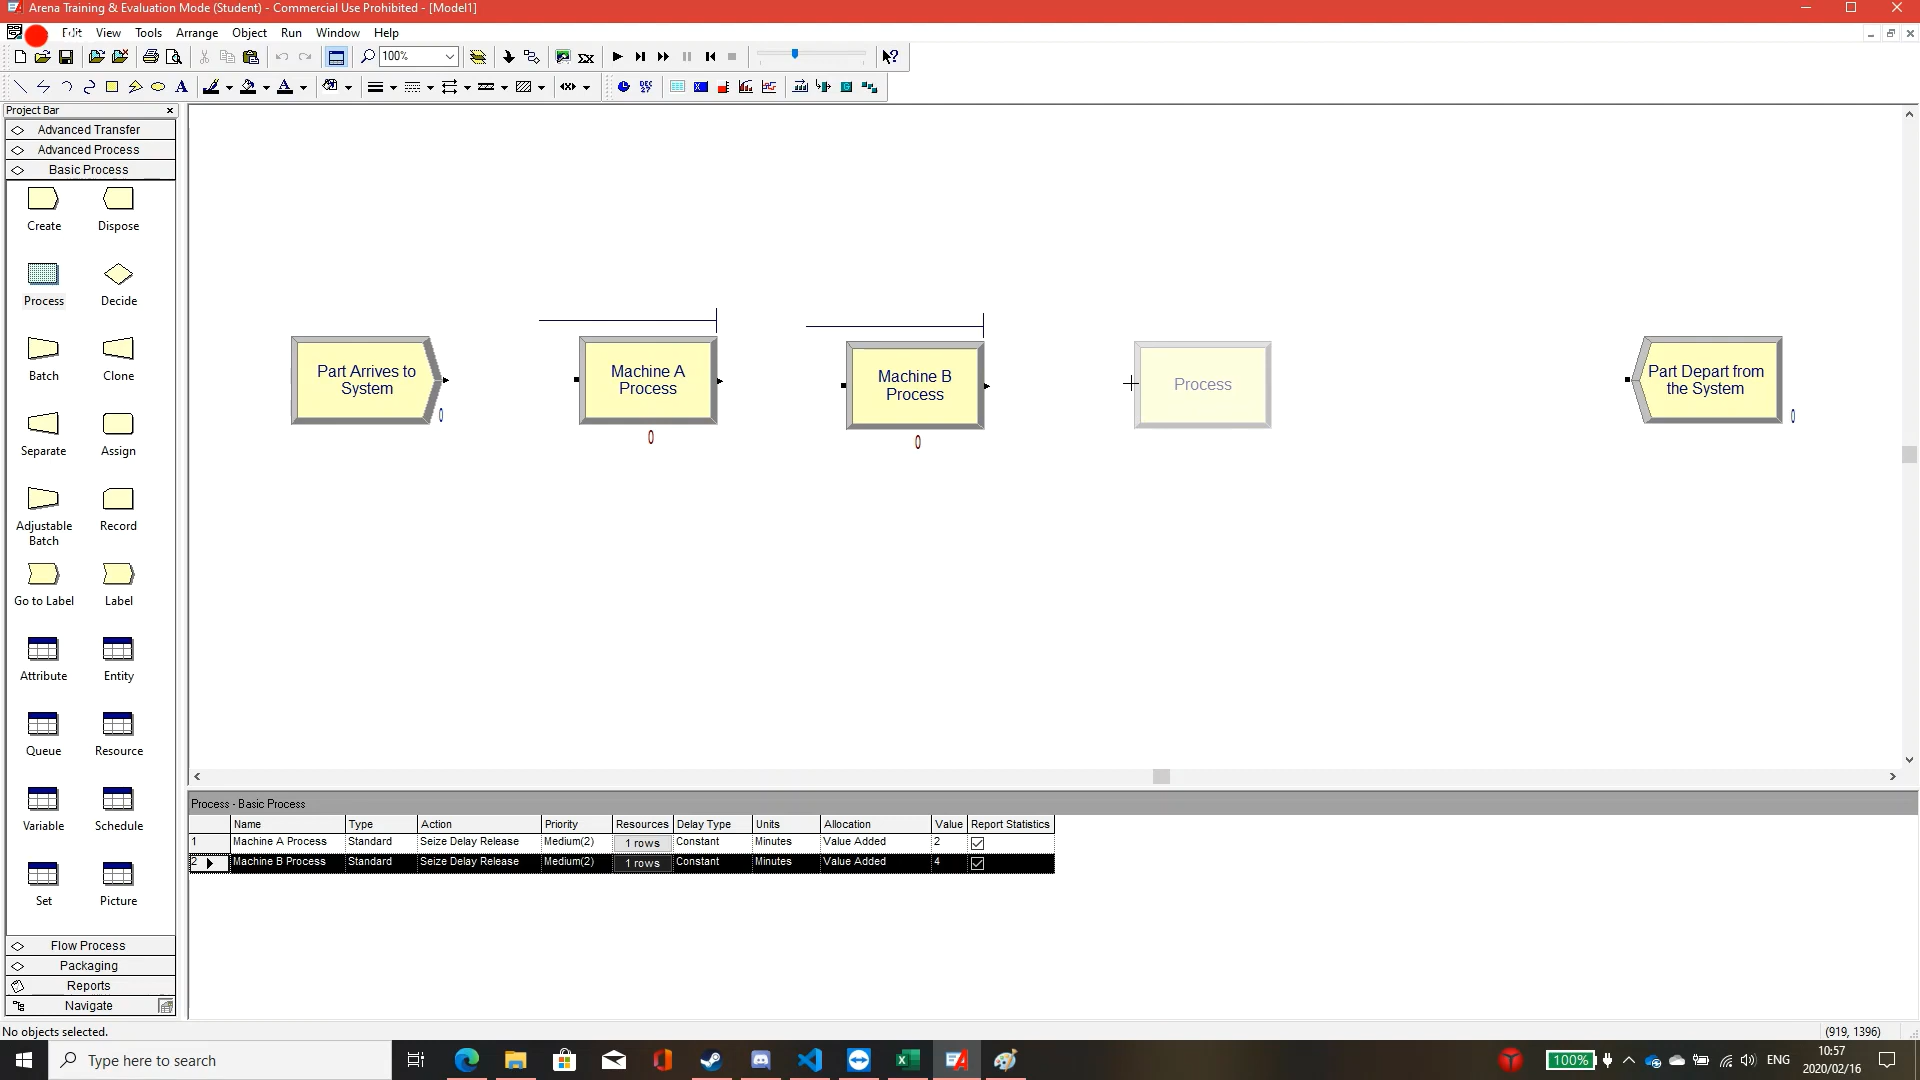 Arena Training & Evaluation Mode (Student) - Commercial Use Prohibited - [Model1]
Edit View Tools Arrange Object Run Window Help
100%
A A
DEC 27
Project Bar
Advanced Transfer
Advanced Process
Basic Process
Create Dispose
Process Decide
Batch Clone
Separate Assign
Adjustable Record
Batch
Go to Label Label
Attribute Entity
Queue Resource
Variable Schedule
Set Picture
Flow Process
Packaging
Reports
Navigate
Part Arrives to
System
0
Machine A
Process
0
Machine B
Process
0
Process
Part Depart from
the System
0
Process - Basic Process
Name Type Action Priority Resources Delay Type Units Allocation Value Report Statistics
1 Machine A Process Standard Seize Delay Release Medium(2) 1 rows Constant Minutes Value Added 2
2 Machine B Process Standard Seize Delay Release Medium(2) 1 rows Constant Minutes Value Added 4
No objects selected.
(919, 1396)
Type here to search
100%
ENG
10:57
2020/02/16